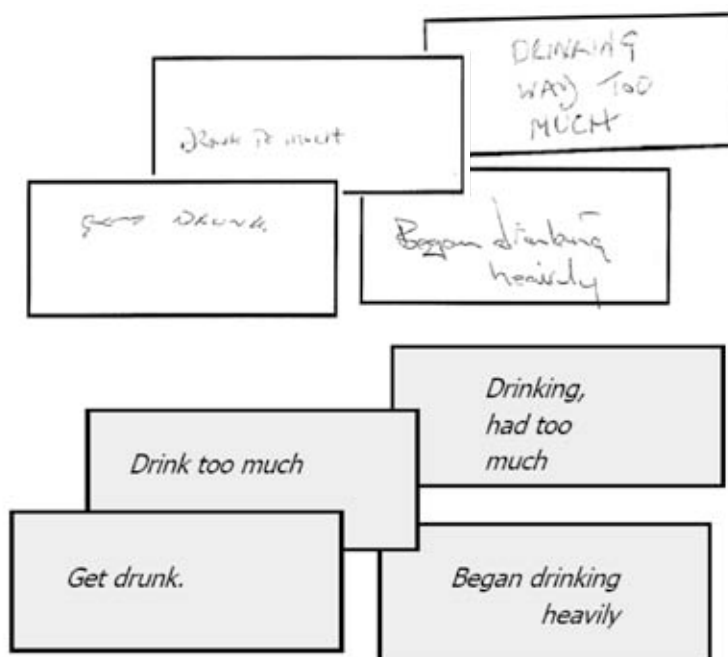 DRINKING
WAY TOO
MUCH
much
DRUNK.
Began drinking
heavily
Drinking,
had too
much
Drink too much
Get drunk.
Began drinking
heavily